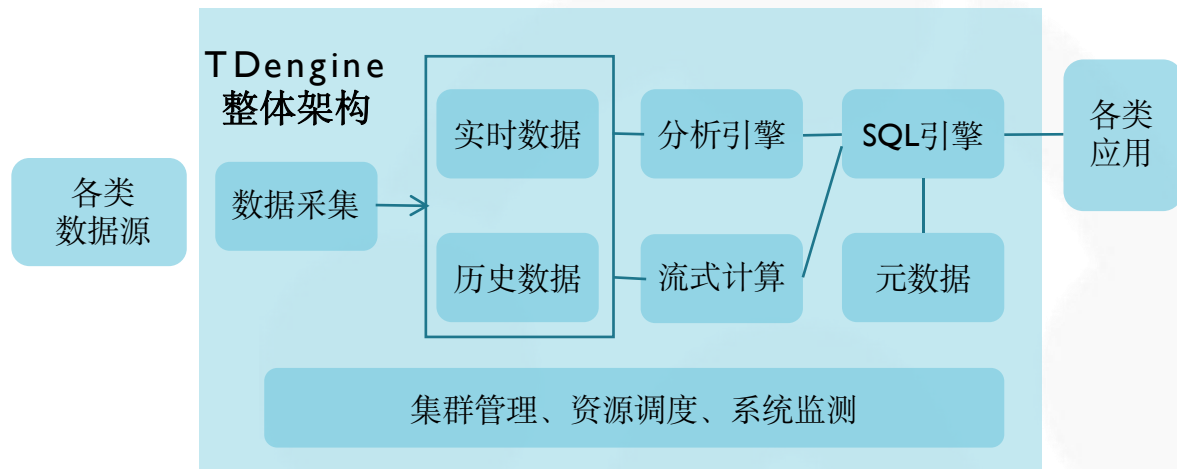 TDengine
整体架构
各类
数据源
数据采集
实时数据
历史数据
分析引擎
流式计算
SQL引擎
元数据
各类
应用
集群管理、资源调度、系统监测